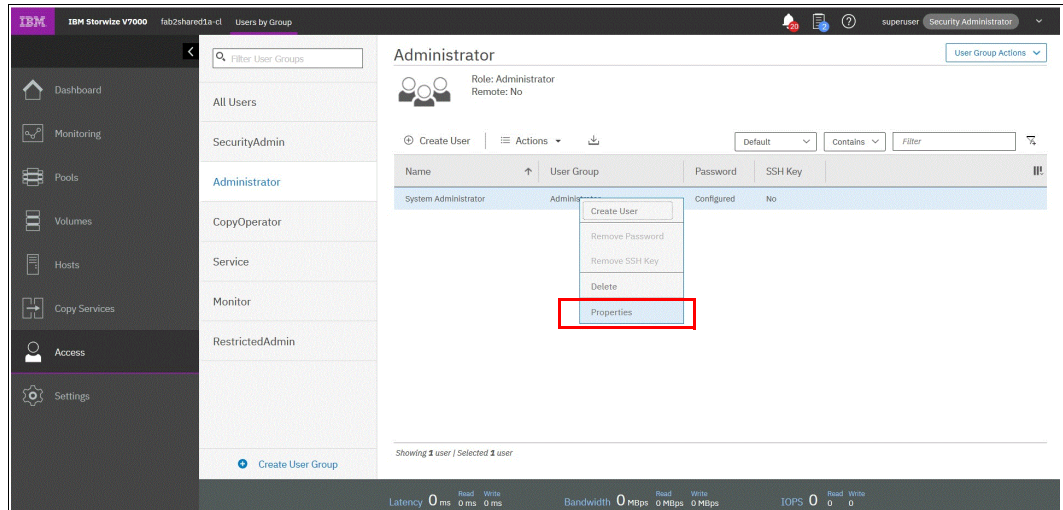 IBM IBM Storwize V7000 fab2shared1a-cl Users by Group 20 2 superuser Security Administrator
Dashboard
Monitoring
Pools
Volumes
Hosts
Copy Services
Access
Settings
Filter User Groups
All Users
SecurityAdmin
Administrator
CopyOperator
Service
Monitor
RestrictedAdmin
Create User Group
Administrator
User Group Actions
Role: Administrator
Remote: No
Create User Actions Default Contains Filter
Name User Group Password SSH Key
System Administrator Administrator Configured No
Create User
Remove Password
Remove SSH Key
Delete
Properties
Showing 1 user | Selected 1 user
Latency 0 ms Read 0 ms Write 0 ms
Bandwidth 0 MBps Read 0 MBps Write 0 MBps
IOPS 0 Read 0 Write 0